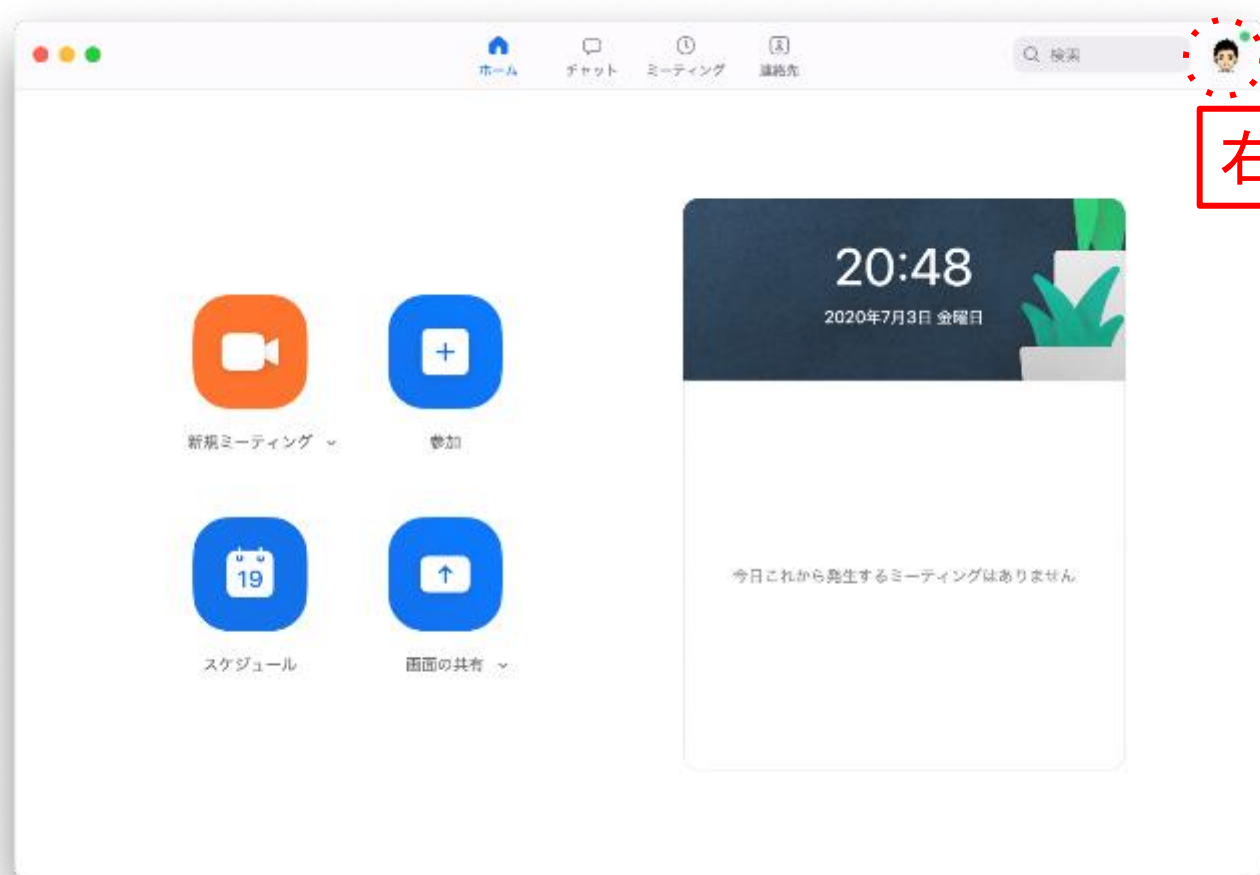 ホーム
チャット
ミーティング
連絡先
検索
右
20:48
2020年7月3日 金曜日
新規ミーティング
参加
19
スケジュール
画面の共有
今日これから発生するミーティングはありません